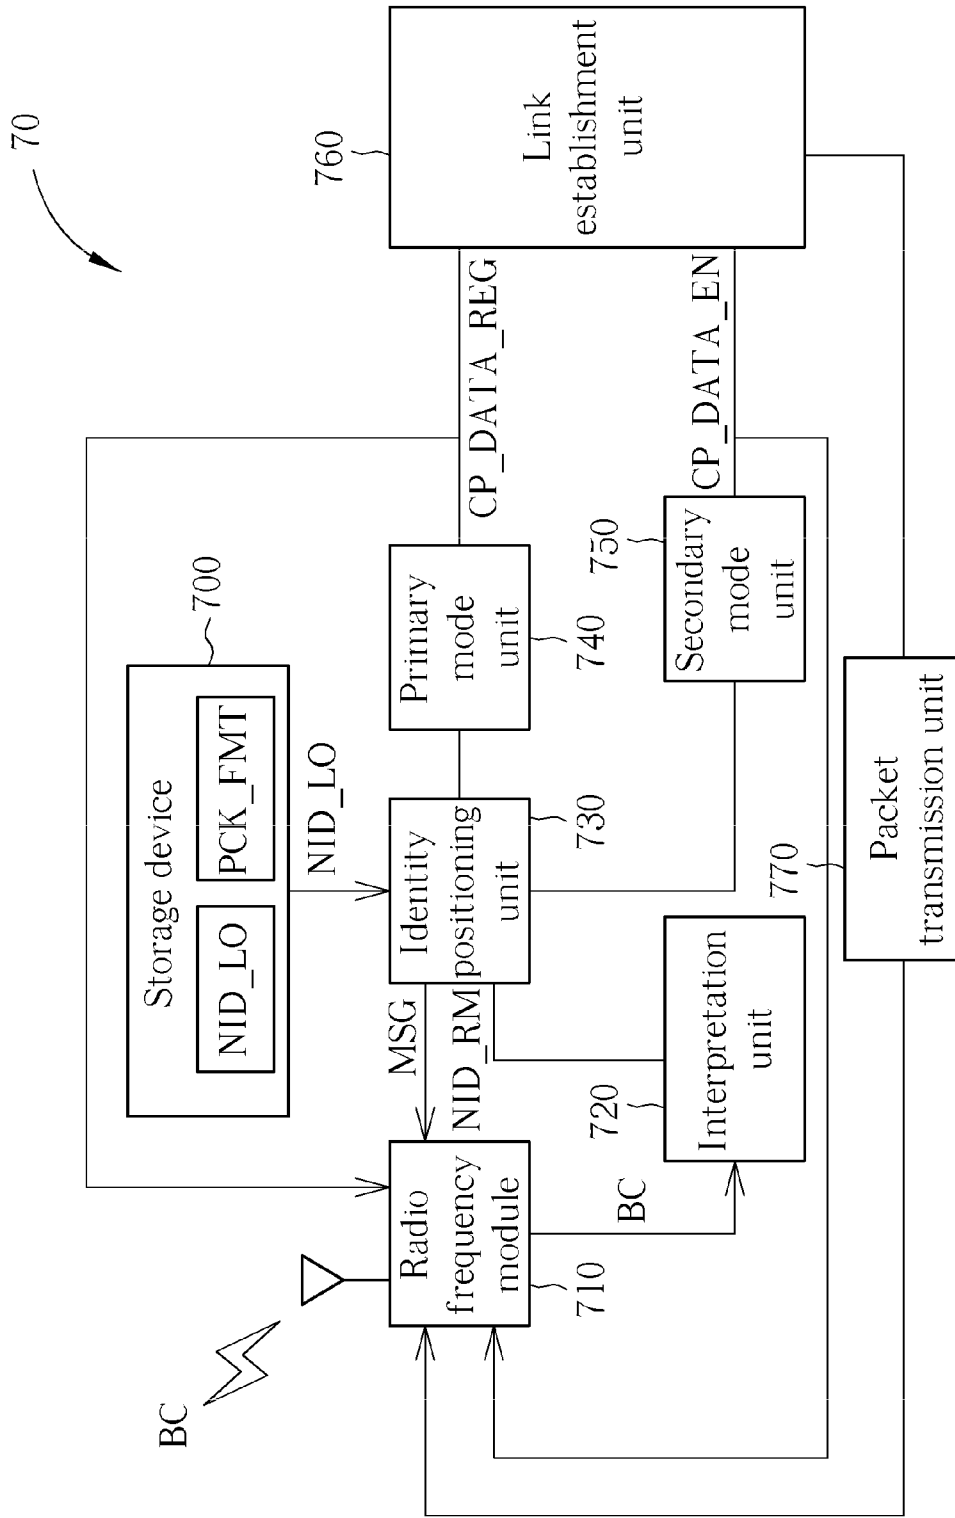 70
Storage device
700
NID_LO
PCK_FMT
NID_LO
BC
Radio
frequency
module
710
MSG
NID_RM
BC
Identity
positioning
unit
730
Primary
mode
unit
740
CP_DATA_REG
760
Link
establishment
unit
720
Interpretation
unit
750
Secondary
mode
unit
CP_DATA_EN
770
Packet
transmission unit